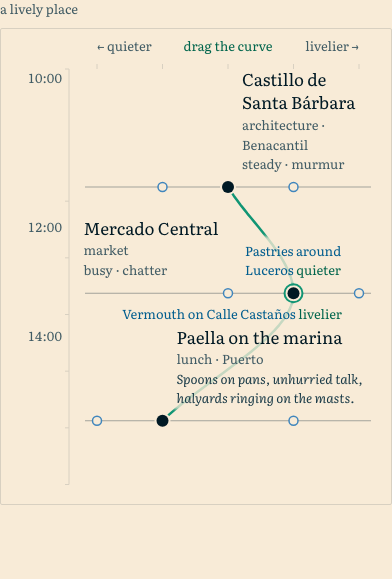 a lively place
← quieter drag the curve livelier →
10:00
Castillo de
Santa Bárbara
architecture ·
Benacantil
steady · murmur
12:00
Mercado Central
market
busy · chatter
Pastries around
Luceros quieter
Vermouth on Calle Castaños livelier
14:00
Paella on the marina
lunch · Puerto
Spoons on pans, unhurried talk,
halyards ringing on the masts.